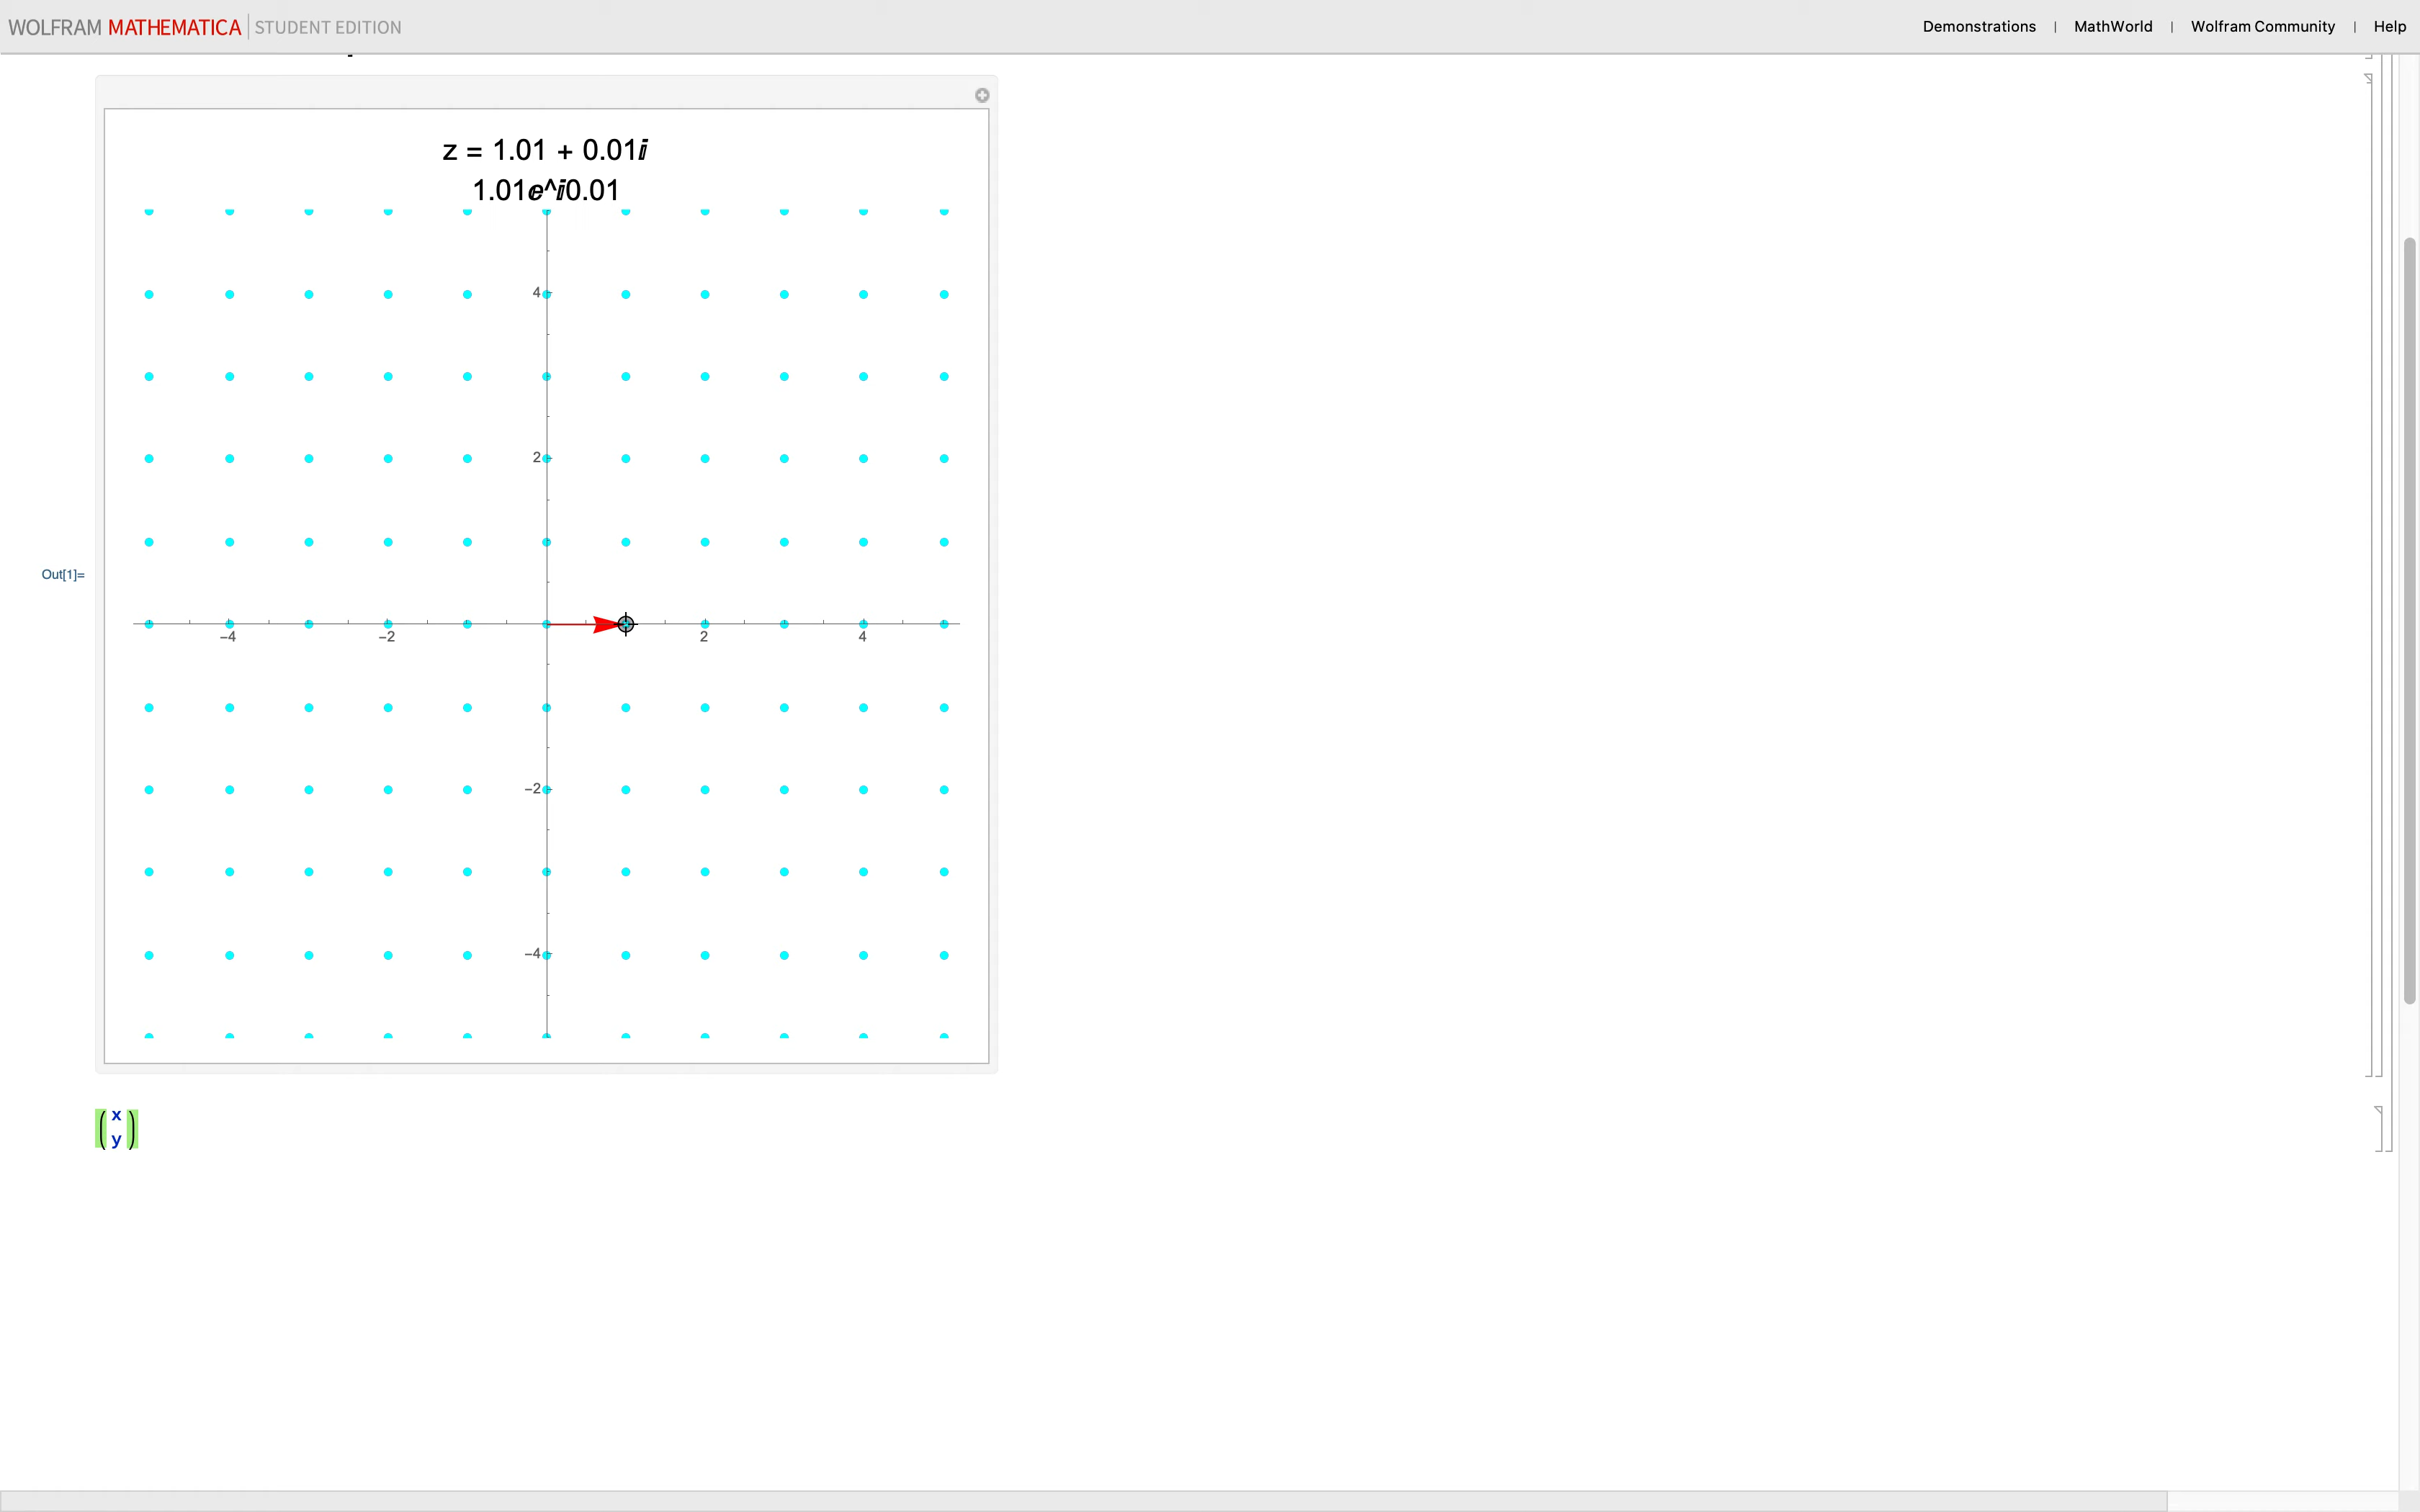 WOLFRAM MATHEMATICA STUDENT EDITION
Demonstrations | MathWorld | Wolfram Community | Help
z = 1.01 + 0.01ⅈ
1.01ⅇ^ⅈ0.01
4
2
Out[1]=
−4 −2 2 4
−2
−4
(x
y)